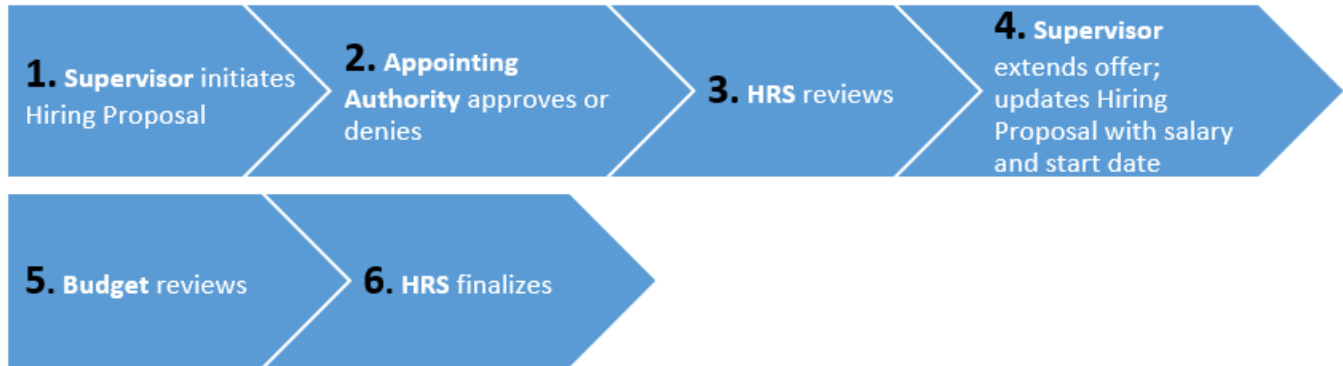 1. Supervisor initiates
Hiring Proposal
2. Appointing
Authority approves or
denies
3. HRS reviews
4. Supervisor
extends offer;
updates Hiring
Proposal with salary
and start date
5. Budget reviews
6. HRS finalizes